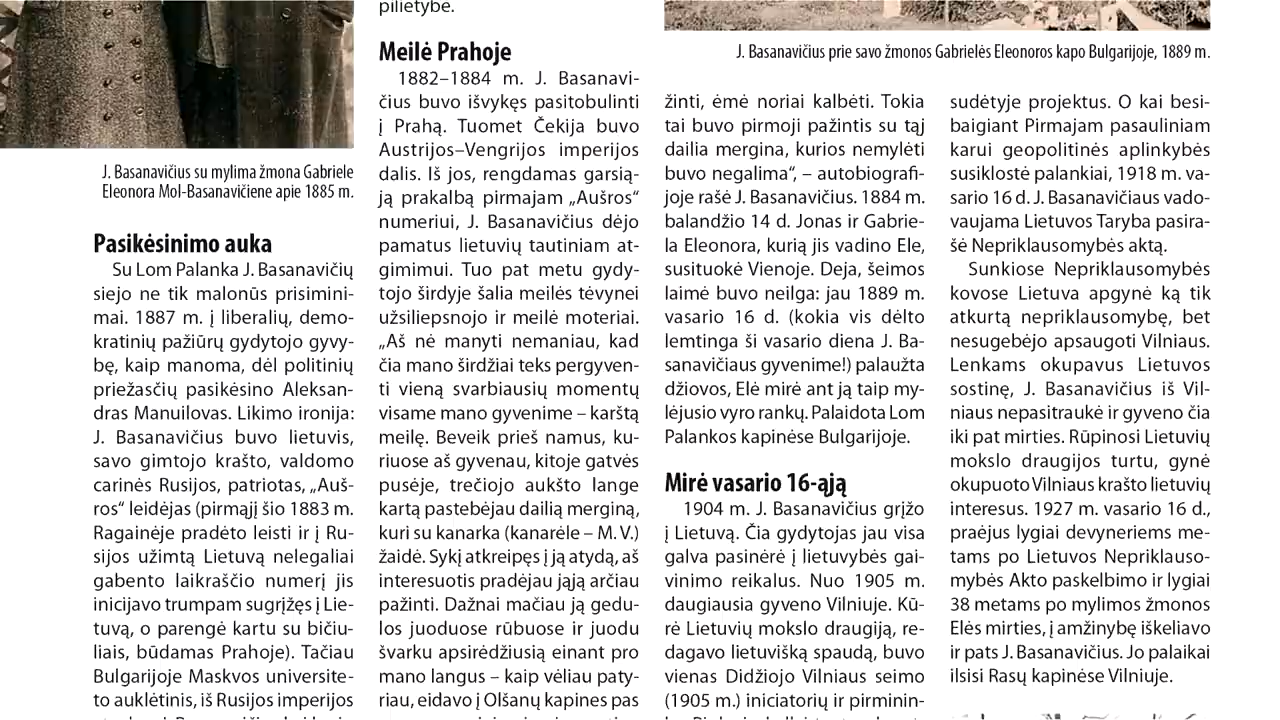 J. Basanavičius su mylima žmona Gabriele
Eleonora Mol-Basanavičiene apie 1885 m.
Pasikėsinimo auka
Su Lom Palanka J. Basanavičių
siejo ne tik malonūs prisimini-
mai. 1887 m. į liberalių, demo-
kratinių pažiūrų gydytojo gyvy-
bę, kaip manoma, dėl politinių
priežasčių pasikėsino Aleksan-
dras Manuilovas. Likimo ironija:
J. Basanavičius buvo lietuvis,
savo gimtojo krašto, valdomo
carinės Rusijos, patriotas, „Auš-
ros“ leidėjas (pirmąjį šio 1883 m.
Ragainėje pradėto leisti ir į Ru-
sijos užimtą Lietuvą nelegaliai
gabento laikraščio numerį jis
inicijavo trumpam sugrįžęs į Lie-
tuvą, o parengė kartu su bičiu-
liais, būdamas Prahoje). Tačiau
Bulgarijoje Maskvos universite-
to auklėtinis, iš Rusijos imperijos
pilietybe.
Meilė Prahoje
1882–1884 m. J. Basanavi-
čius buvo išvykęs pasitobulinti
į Prahą. Tuomet Čekija buvo
Austrijos–Vengrijos imperijos
dalis. Iš jos, rengdamas garsią-
ją prakalbą pirmajam „Aušros“
numeriui, J. Basanavičius dėjo
pamatus lietuvių tautiniam at-
gimimui. Tuo pat metu gydy-
tojo širdyje šalia meilės tėvynei
užsiliepsnojo ir meilė moteriai.
„Aš nė manyti nemaniau, kad
čia mano širdžiai teks pergyven-
ti vieną svarbiausių momentų
visame mano gyvenime – karštą
meilę. Beveik prieš namus, ku-
riuose aš gyvenau, kitoje gatvės
pusėje, trečiojo aukšto lange
kartą pastebėjau dailią merginą,
kuri su kanarka (kanarėle – M. V.)
žaidė. Sykį atkreipęs į ją atydą, aš
interesuotis pradėjau jąją arčiau
pažinti. Dažnai mačiau ją gedu-
los juoduose rūbuose ir juodu
švarku apsirėdžiusią einant pro
mano langus – kaip vėliau paty-
riau, eidavo į Olšanų kapines pas
J. Basanavičius prie savo žmonos Gabrielės Eleonoros kapo Bulgarijoje, 1889 m.
žinti, ėmė noriai kalbėti. Tokia
tai buvo pirmoji pažintis su tąj
dailia mergina, kurios nemylėti
buvo negalima“, – autobiografi-
joje rašė J. Basanavičius. 1884 m.
balandžio 14 d. Jonas ir Gabrie-
la Eleonora, kurią jis vadino Ele,
susituokė Vienoje. Deja, šeimos
laimė buvo neilga: jau 1889 m.
vasario 16 d. (kokia vis dėlto
lemtinga ši vasario diena J. Ba-
sanavičiaus gyvenime!) palaužta
džiovos, Elė mirė ant ją taip my-
lėjusio vyro rankų. Palaidota Lom
Palankos kapinėse Bulgarijoje.
Mirė vasario 16-ąją
1904 m. J. Basanavičius grįžo
į Lietuvą. Čia gydytojas jau visa
galva pasinėrė į lietuvybės gai-
vinimo reikalus. Nuo 1905 m.
daugiausia gyveno Vilniuje. Kū-
rė Lietuvių mokslo draugiją, re-
dagavo lietuvišką spaudą, buvo
vienas Didžiojo Vilniaus seimo
(1905 m.) iniciatorių ir pirminin-
sudėtyje projektus. O kai besi-
baigiant Pirmajam pasauliniam
karui geopolitinės aplinkybės
susiklostė palankiai, 1918 m. va-
sario 16 d. J. Basanavičiaus vado-
vaujama Lietuvos Taryba pasira-
šė Nepriklausomybės aktą.
Sunkiose Nepriklausomybės
kovose Lietuva apgynė ką tik
atkurtą nepriklausomybę, bet
nesugebėjo apsaugoti Vilniaus.
Lenkams okupavus Lietuvos
sostinę, J. Basanavičius iš Vil-
niaus nepasitraukė ir gyveno čia
iki pat mirties. Rūpinosi Lietuvių
mokslo draugijos turtu, gynė
okupuoto Vilniaus krašto lietuvių
interesus. 1927 m. vasario 16 d.,
praėjus lygiai devyneriems me-
tams po Lietuvos Nepriklauso-
mybės Akto paskelbimo ir lygiai
38 metams po mylimos žmonos
Elės mirties, į amžinybę iškeliavo
ir pats J. Basanavičius. Jo palaikai
ilsisi Rasų kapinėse Vilniuje.